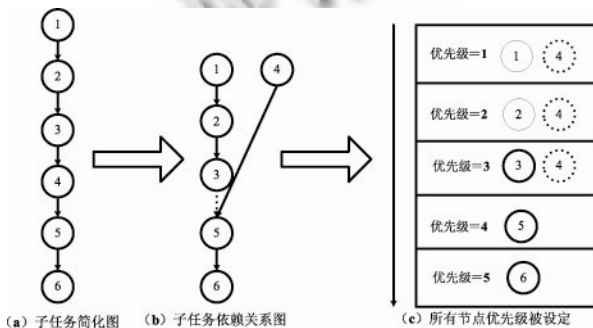 1
2
3
4
5
6
1
4
2
3
5
6
优先级=1 1 4
优先级=2 2 4
优先级=3 3 4
优先级=4 5
优先级=5 6
(a) 子任务简化图 (b) 子任务依赖关系图 (c) 所有节点优先级被设定